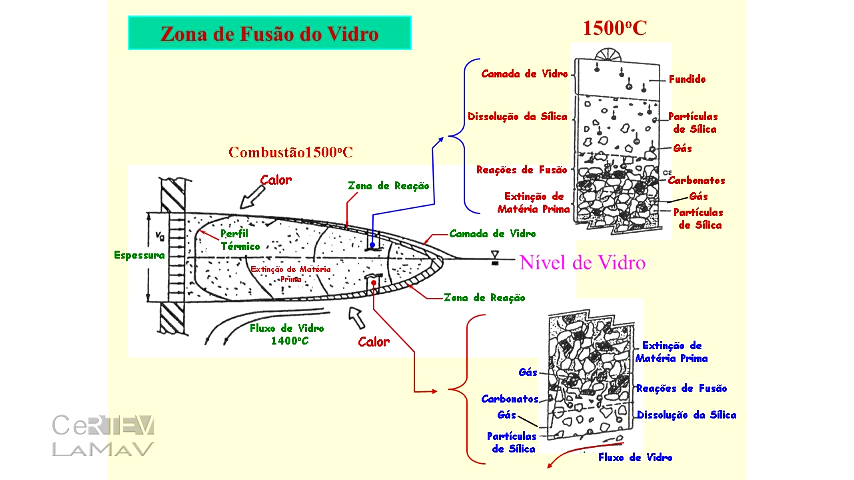 Zona de Fusão do Vidro
1500ºC
Camada de Vidro
Fundido
Dissolução da Sílica
Partículas
de Sílica
Gás
Reações de Fusão
Carbonatos
Gás
Extinção de
Matéria Prima
Partículas
de Sílica
Combustão1500ºC
Calor
Zona de Reação
Perfil
Térmico
Camada de Vidro
Espessura
Extinção de Matéria
Prima
Nível de Vidro
Zona de Reação
Fluxo de Vidro
1400ºC
Calor
Extinção de
Matéria Prima
Gás
Reações de Fusão
Carbonatos
Gás
Dissolução da Sílica
Partículas
de Sílica
Fluxo de Vidro
CeRTEV
LaMaV